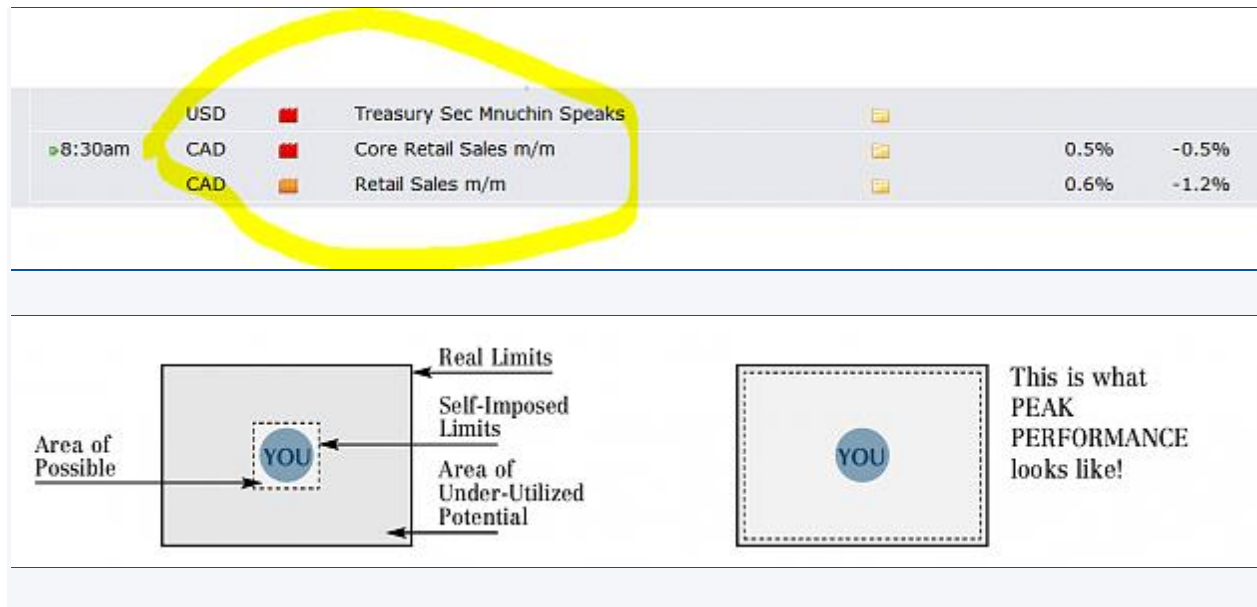 USD Treasury Sec Mnuchin Speaks
8:30am CAD Core Retail Sales m/m 0.5% -0.5%
CAD Retail Sales m/m 0.6% -1.2%
Real Limits
Self-Imposed
Limits
Area of
Possible
YOU
Area of
Under-Utilized
Potential
YOU
This is what
PEAK
PERFORMANCE
looks like!